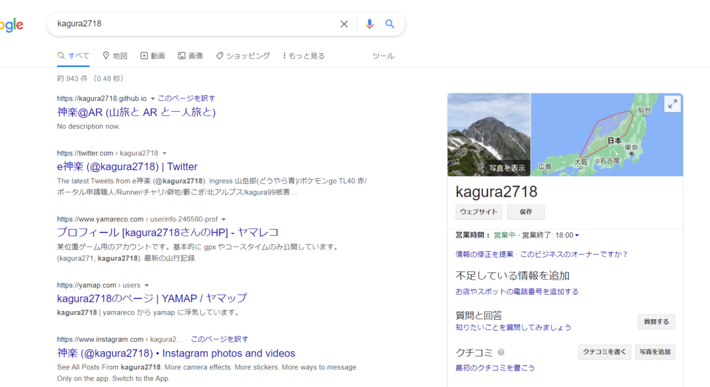 ogle
kagura2718
すべて 地図 動画 画像 ショッピング もっと見る ツール
約 943 件 （0.48 秒）
https://kagura2718.github.io このページを訳す
神楽@AR (山旅と AR と一人旅と)
No description now.
https://twitter.com › kagura2718
e神楽 (@kagura2718) | Twitter
The latest Tweets from e神楽 (@kagura2718). Ingress 山岳部(どうやら青)/ポケモンgo TL40 赤/
ポータル申請職人/Runner/チャリ/僻地/藪こぎ/北アルプス/kagura99被害 ...
https://www.yamareco.com › userinfo-246580-prof
プロフィール [kagura2718さんのHP] - ヤマレコ
某位置ゲーム用のアカウントです。基本的に gpx やコースタイムのみ公開しています。
(kagura271, kagura2718). 最新の山行記録.
https://yamap.com › users
kagura2718のページ | YAMAP / ヤマップ
kagura2718 | yamareco から yamap に浮気しています。
https://www.instagram.com › kagura2... このページを訳す
神楽 (@kagura2718) • Instagram photos and videos
See All Posts From kagura2718. More camera effects. More stickers. More ways to message.
Only on the app. Switch to the App.
写真を表示
仙台
日本
東京
名古屋
大阪
広島
kagura2718
ウェブサイト 保存
営業時間： 営業中・営業終了: 18:00
情報の修正を提案・このビジネスのオーナーですか?
不足している情報を追加
お店やスポットの電話番号を追加する
質問と回答
知りたいことを質問してみましょう
質問する
クチコミ
クチコミを書く 写真を追加
最初のクチコミを書こう